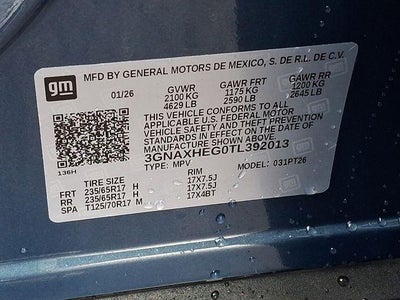 gm
MFD BY GENERAL MOTORS DE MEXICO, S. DE R.L. DE C.V.
01/26 GVWR GAWR FRT GAWR RR
2100 KG 1175 KG 1200 KG
4629 LB 2590 LB 2645 LB
THIS VEHICLE CONFORMS TO ALL
APPLICABLE U.S. FEDERAL MOTOR
VEHICLE SAFETY AND THEFT PREVENTION
STANDARDS IN EFFECT ON THE DATE OF
MANUFACTURE SHOWN ABOVE.
3GNAXHEG0TL392013
136H TYPE: MPV MODEL: 031PT26
TIRE SIZE RIM
FRT 235/65R17 H 17X7.5J
RR 235/65R17 H 17X7.5J
SPA T125/70R17 M 17X4BT